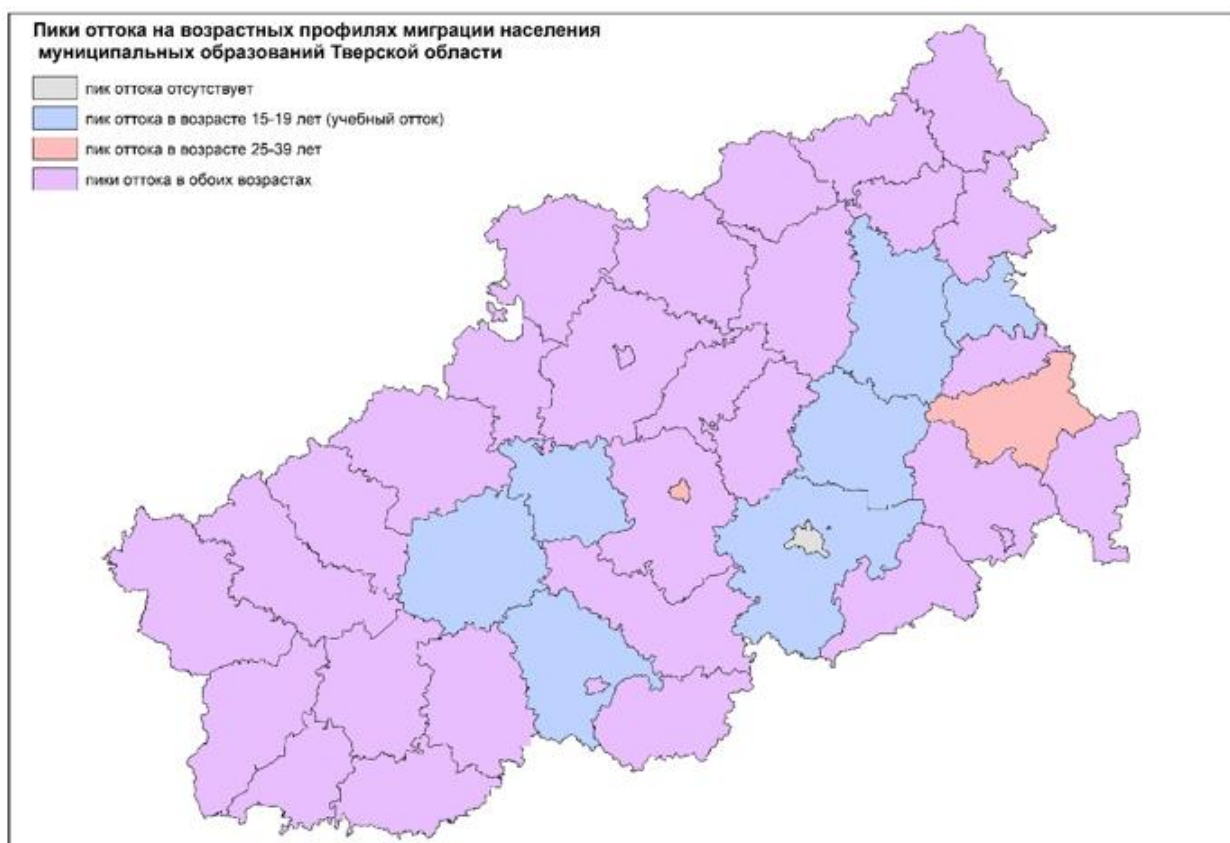 Пики оттока на возрастных профилях миграции населения
муниципальных образований Тверской области
пик оттока отсутствует
пик оттока в возрасте 15-19 лет (учебный отток)
пик оттока в возрасте 25-39 лет
пики оттока в обоих возрастах